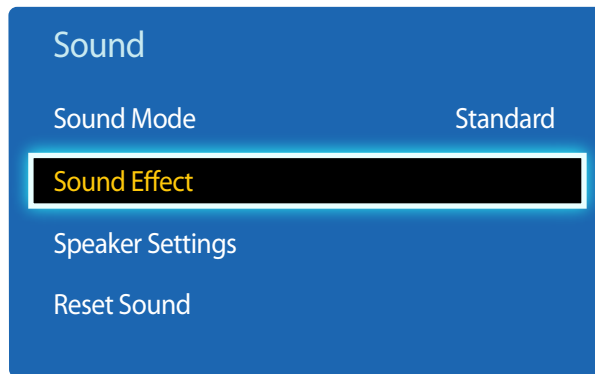 Sound
Sound Mode Standard
Sound Effect
Speaker Settings
Reset Sound